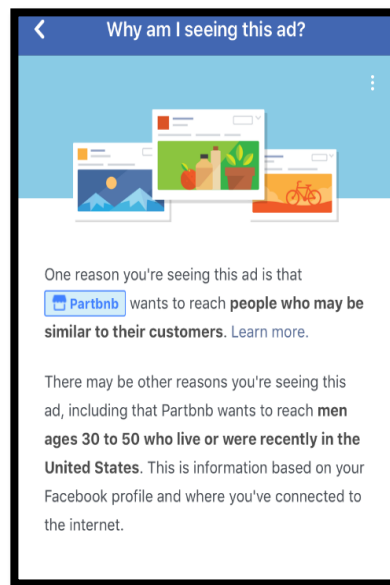 Why am I seeing this ad?
One reason you're seeing this ad is that
Partbnb wants to reach people who may be
similar to their customers. Learn more.
There may be other reasons you're seeing this
ad, including that Partbnb wants to reach men
ages 30 to 50 who live or were recently in the
United States. This is information based on your
Facebook profile and where you've connected to
the internet.